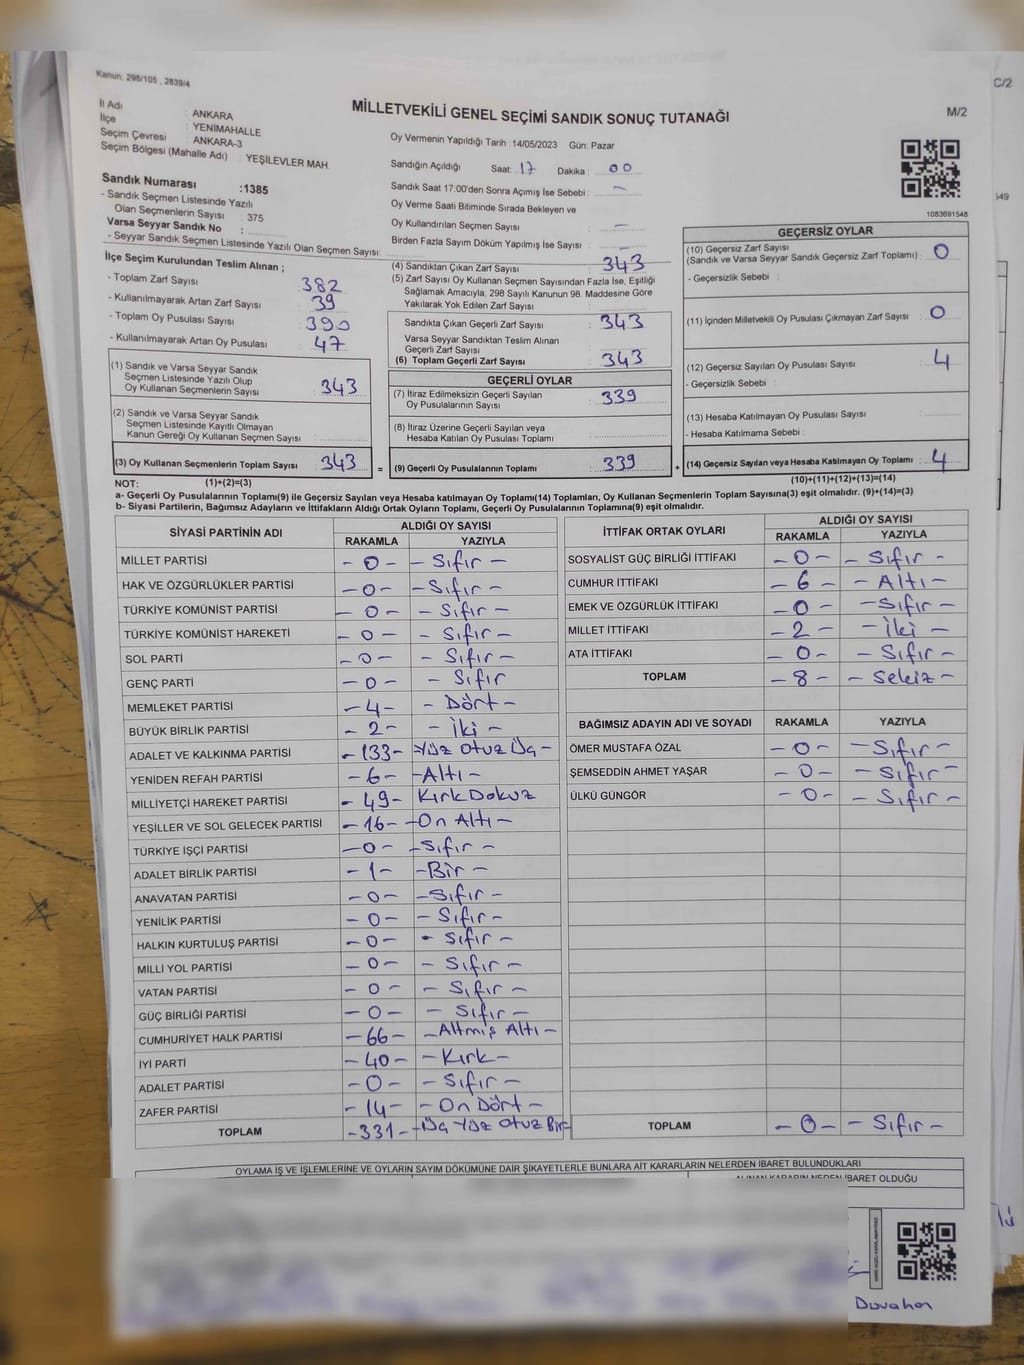 Kanun: 298/105 , 2839/4
C/2
M/2
MİLLETVEKİLİ GENEL SEÇİMİ SANDIK SONUÇ TUTANAĞI
İl Adı : ANKARA
İlçe : YENİMAHALLE
Seçim Çevresi : ANKARA-3
Seçim Bölgesi (Mahalle Adı) : YEŞİLEVLER MAH.
Sandık Numarası :1385
- Sandık Seçmen Listesinde Yazılı
Olan Seçmenlerin Sayısı : 375
Varsa Seyyar Sandık No :
- Seyyar Sandık Seçmen Listesinde Yazılı Olan Seçmen Sayısı:
Oy Vermenin Yapıldığı Tarih 14/05/2023 Gün: Pazar
Sandığın Açıldığı Saat: 17 Dakika : 00
Sandık Saat 17:00'den Sonra Açımış İse Sebebi : -
Oy Verme Saati Bitiminde Sırada Bekleyen ve
Oy Kullandırılan Seçmen Sayısı : -
Birden Fazla Sayım Döküm Yapılmış İse Sayısı : -
1083691548
İlçe Seçim Kurulundan Teslim Alınan ;
- Toplam Zarf Sayısı : 382
- Kullanılmayarak Artan Zarf Sayısı : 39
- Toplam Oy Pusulası Sayısı : 390
- Kullanılmayarak Artan Oy Pusulası : 47
(1) Sandık ve Varsa Seyyar Sandık
Seçmen Listesinde Yazılı Olup
Oy Kullanan Seçmenlerin Sayısı : 343
(2) Sandık ve Varsa Seyyar Sandık
Seçmen Listesinde Kayıtlı Olmayan
Kanun Gereği Oy Kullanan Seçmen Sayısı :
(3) Oy Kullanan Seçmenlerin Toplam Sayısı : 343 =
(4) Sandıktan Çıkan Zarf Sayısı : 343
(5) Zarf Sayısı Oy Kullanan Seçmen Sayısından Fazla İse, Eşitliği
Sağlamak Amacıyla; 298 Sayılı Kanunun 98. Maddesine Göre
Yakılarak Yok Edilen Zarf Sayısı :
Sandıkta Çıkan Geçerli Zarf Sayısı : 343
Varsa Seyyar Sandıktan Teslim Alınan
Geçerli Zarf Sayısı :
(6) Toplam Geçerli Zarf Sayısı : 343
GEÇERLİ OYLAR
(7) İtiraz Edilmeksizin Geçerli Sayılan
Oy Pusulalarının Sayısı : 339
(8) İtiraz Üzerine Geçerli Sayılan veya
Hesaba Katılan Oy Pusulası Toplamı :
(9) Geçerli Oy Pusulalarının Toplamı : 339 +
GEÇERSİZ OYLAR
(10) Geçersiz Zarf Sayısı
(Sandık ve Varsa Seyyar Sandık Geçersiz Zarf Toplamı) : 0
- Geçersizlik Sebebi :
(11) İçinden Milletvekili Oy Pusulası Çıkmayan Zarf Sayısı : 0
(12) Geçersiz Sayılan Oy Pusulası Sayısı : 4
- Geçersizlik Sebebi :
(13) Hesaba Katılmayan Oy Pusulası Sayısı :
- Hesaba Katılmama Sebebi :
(14) Geçersiz Sayılan veya Hesaba Katılmayan Oy Toplamı : 4
NOT: (1)+(2)=(3)
(10)+(11)+(12)+(13)=(14)
a- Geçerli Oy Pusulalarının Toplamı(9) ile Geçersiz Sayılan veya Hesaba katılmayan Oy Toplamı(14) Toplamları, Oy Kullanan Seçmenlerin Toplam Sayısına(3) eşit olmalıdır. (9)+(14)=(3)
b- Siyasi Partilerin, Bağımsız Adayların ve İttifakların Aldığı Ortak Oyların Toplamı, Geçerli Oy Pusulalarının Toplamına(9) eşit olmalıdır.
SİYASİ PARTİNİN ADI ALDIĞI OY SAYISI
RAKAMLA YAZIYLA
MİLLET PARTİSİ - 0 - - Sıfır -
HAK VE ÖZGÜRLÜKLER PARTİSİ - 0 - - Sıfır -
TÜRKİYE KOMÜNİST PARTİSİ - 0 - - Sıfır -
TÜRKİYE KOMÜNİST HAREKETİ - 0 - - Sıfır -
SOL PARTİ - 0 - - Sıfır -
GENÇ PARTİ - 0 - - Sıfır
MEMLEKET PARTİSİ - 4 - - Dört -
BÜYÜK BİRLİK PARTİSİ - 2 - - İki -
ADALET VE KALKINMA PARTİSİ - 133 - Yüz Otuz Üç -
YENİDEN REFAH PARTİSİ - 6 - - Altı -
MİLLİYETÇİ HAREKET PARTİSİ - 49 - Kırk Dokuz
YEŞİLLER VE SOL GELECEK PARTİSİ - 16 - - On Altı -
TÜRKİYE İŞÇİ PARTİSİ - 0 - - Sıfır -
ADALET BİRLİK PARTİSİ - 1 - - Bir -
ANAVATAN PARTİSİ - 0 - - Sıfır -
YENİLİK PARTİSİ - 0 - - Sıfır -
HALKIN KURTULUŞ PARTİSİ - 0 - - Sıfır -
MİLLİ YOL PARTİSİ - 0 - - Sıfır -
VATAN PARTİSİ - 0 - - Sıfır -
GÜÇ BİRLİĞİ PARTİSİ - 0 - - Sıfır -
CUMHURİYET HALK PARTİSİ - 66 - - Altmış Altı -
İYİ PARTİ - 40 - - Kırk -
ADALET PARTİSİ - 0 - - Sıfır -
ZAFER PARTİSİ - 14 - - On Dört -
TOPLAM - 331 - - Üç Yüz Otuz Bir -
İTTİFAK ORTAK OYLARI ALDIĞI OY SAYISI
RAKAMLA YAZIYLA
SOSYALİST GÜÇ BİRLİĞİ İTTİFAKI - 0 - - Sıfır -
CUMHUR İTTİFAKI - 6 - - Altı -
EMEK VE ÖZGÜRLÜK İTTİFAKI - 0 - - Sıfır -
MİLLET İTTİFAKI - 2 - - İki -
ATA İTTİFAKI - 0 - - Sıfır -
TOPLAM - 8 - - Sekiz -
BAĞIMSIZ ADAYIN ADI VE SOYADI RAKAMLA YAZIYLA
ÖMER MUSTAFA ÖZAL - 0 - - Sıfır -
ŞEMSEDDİN AHMET YAŞAR - 0 - - Sıfır -
ÜLKÜ GÜNGÖR - 0 - - Sıfır -
TOPLAM - 0 - - Sıfır -
OYLAMA İŞ VE İŞLEMLERİNE VE OYLARIN SAYIM DÖKÜMÜNE DAİR ŞİKAYETLERLE BUNLARA AİT KARARLARIN NELERDEN İBARET BULUNDUKLARI
ALINAN KARARIN NEDEN İBARET OLDUĞU